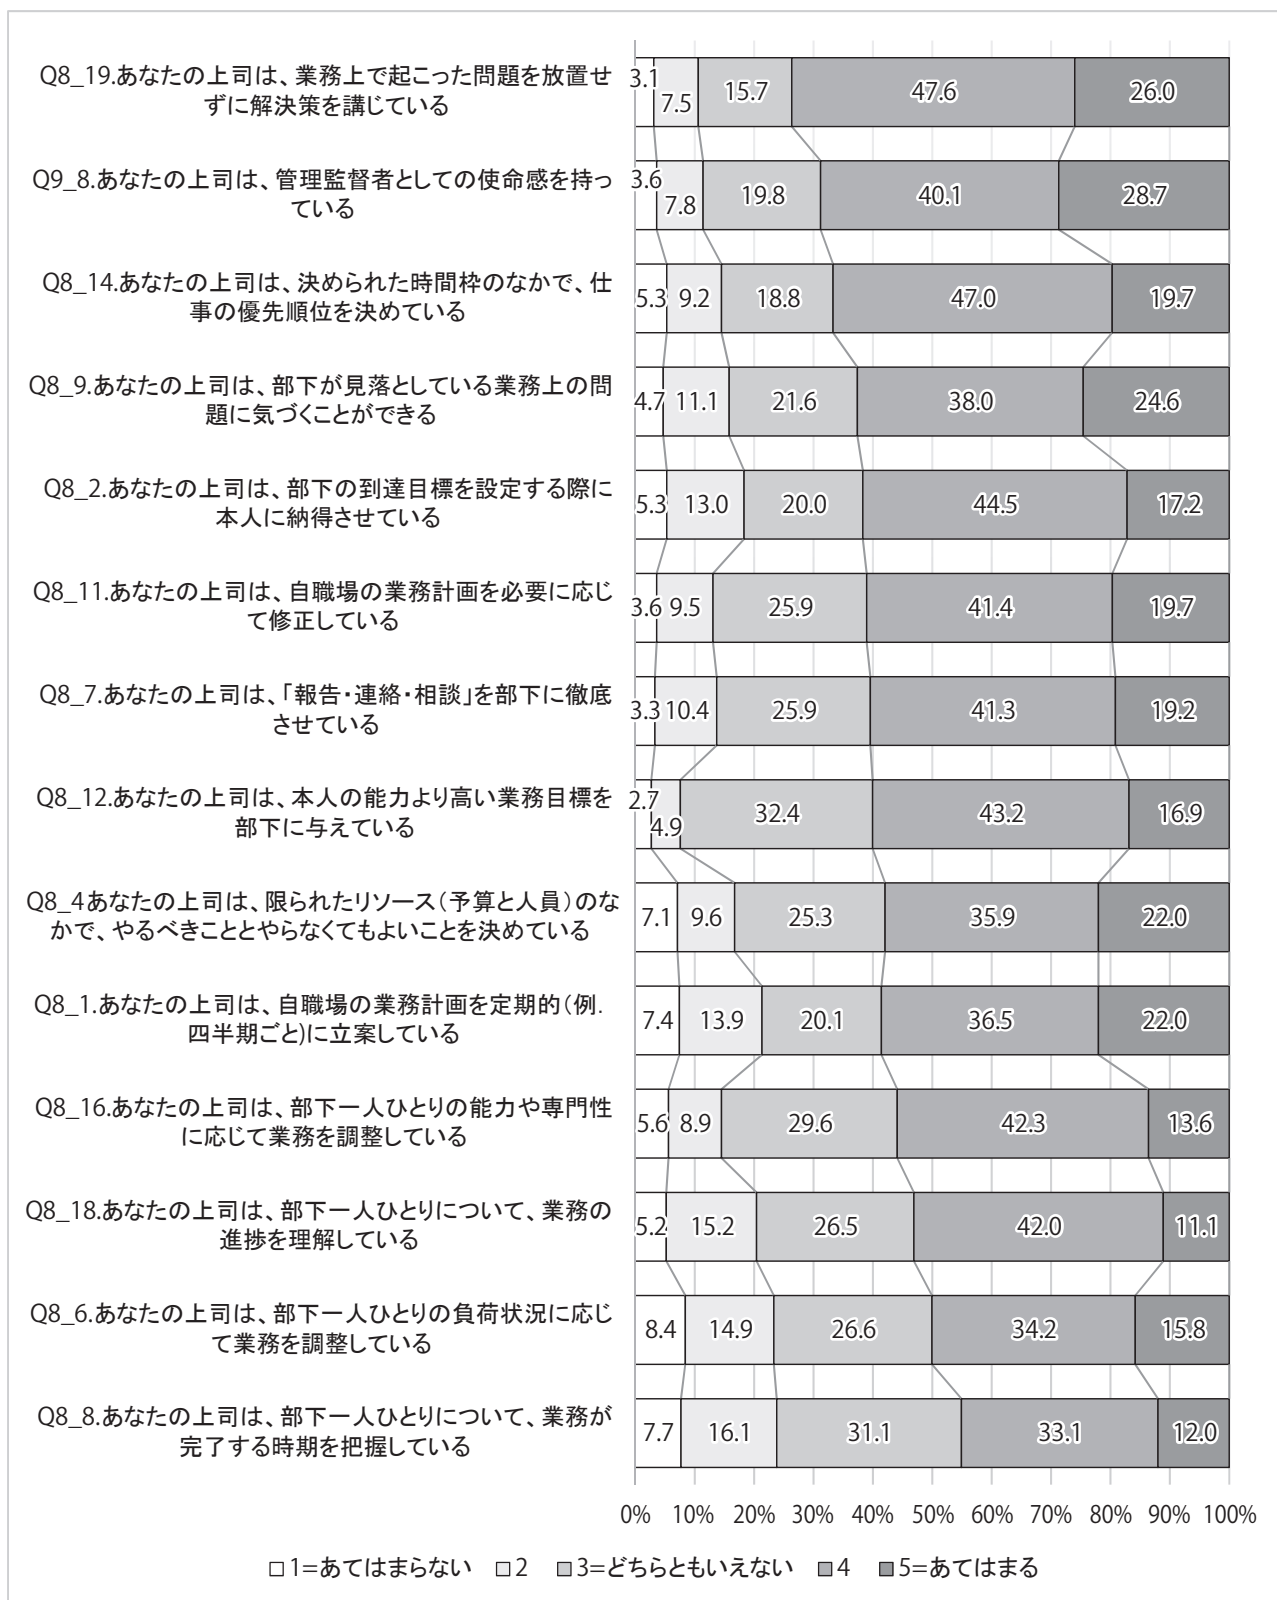 Q8_19.あなたの上司は、業務上で起こった問題を放置せ
ずに解決策を講じている
3.1 7.5 15.7 47.6 26.0
Q9_8.あなたの上司は、管理監督者としての使命感を持っ
ている
3.6 7.8 19.8 40.1 28.7
Q8_14.あなたの上司は、決められた時間枠のなかで、仕
事の優先順位を決めている
5.3 9.2 18.8 47.0 19.7
Q8_9.あなたの上司は、部下が見落としている業務上の問
題に気づくことができる
4.7 11.1 21.6 38.0 24.6
Q8_2.あなたの上司は、部下の到達目標を設定する際に
本人に納得させている
5.3 13.0 20.0 44.5 17.2
Q8_11.あなたの上司は、自職場の業務計画を必要に応じ
て修正している
3.6 9.5 25.9 41.4 19.7
Q8_7.あなたの上司は、「報告・連絡・相談」を部下に徹底
させている
3.3 10.4 25.9 41.3 19.2
Q8_12.あなたの上司は、本人の能力より高い業務目標を
部下に与えている
2.7 4.9 32.4 43.2 16.9
Q8_4あなたの上司は、限られたリソース(予算と人員)のな
かで、やるべきこととやらなくてもよいことを決めている
7.1 9.6 25.3 35.9 22.0
Q8_1.あなたの上司は、自職場の業務計画を定期的(例.
四半期ごと)に立案している
7.4 13.9 20.1 36.5 22.0
Q8_16.あなたの上司は、部下一人ひとりの能力や専門性
に応じて業務を調整している
5.6 8.9 29.6 42.3 13.6
Q8_18.あなたの上司は、部下一人ひとりについて、業務の
進捗を理解している
5.2 15.2 26.5 42.0 11.1
Q8_6.あなたの上司は、部下一人ひとりの負荷状況に応じ
て業務を調整している
8.4 14.9 26.6 34.2 15.8
Q8_8.あなたの上司は、部下一人ひとりについて、業務が
完了する時期を把握している
7.7 16.1 31.1 33.1 12.0
0% 10% 20% 30% 40% 50% 60% 70% 80% 90% 100%
1=あてはまらない 2 3=どちらともいえない 4 5=あてはまる